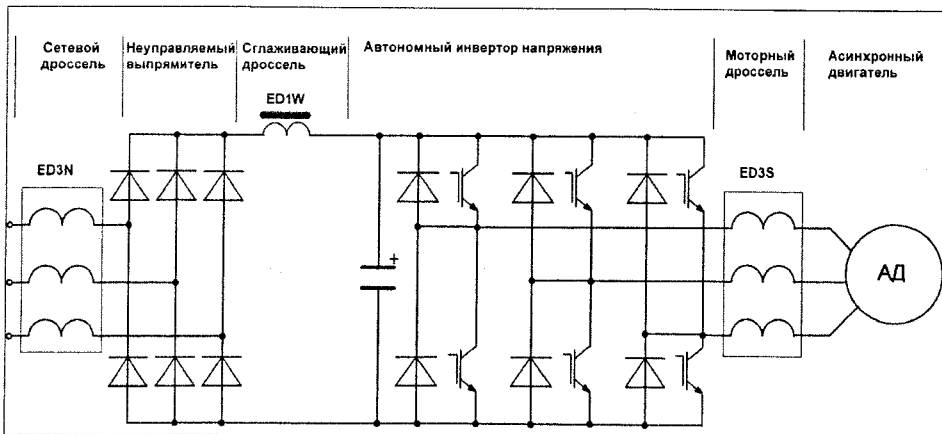 Сетевой
дроссель
Неуправляемый
выпрямитель
Сглаживающий
дроссель
Автономный инвертор напряжения
Моторный
дроссель
Асинхронный
двигатель
ED1W
ED3N
ED3S
+
АД